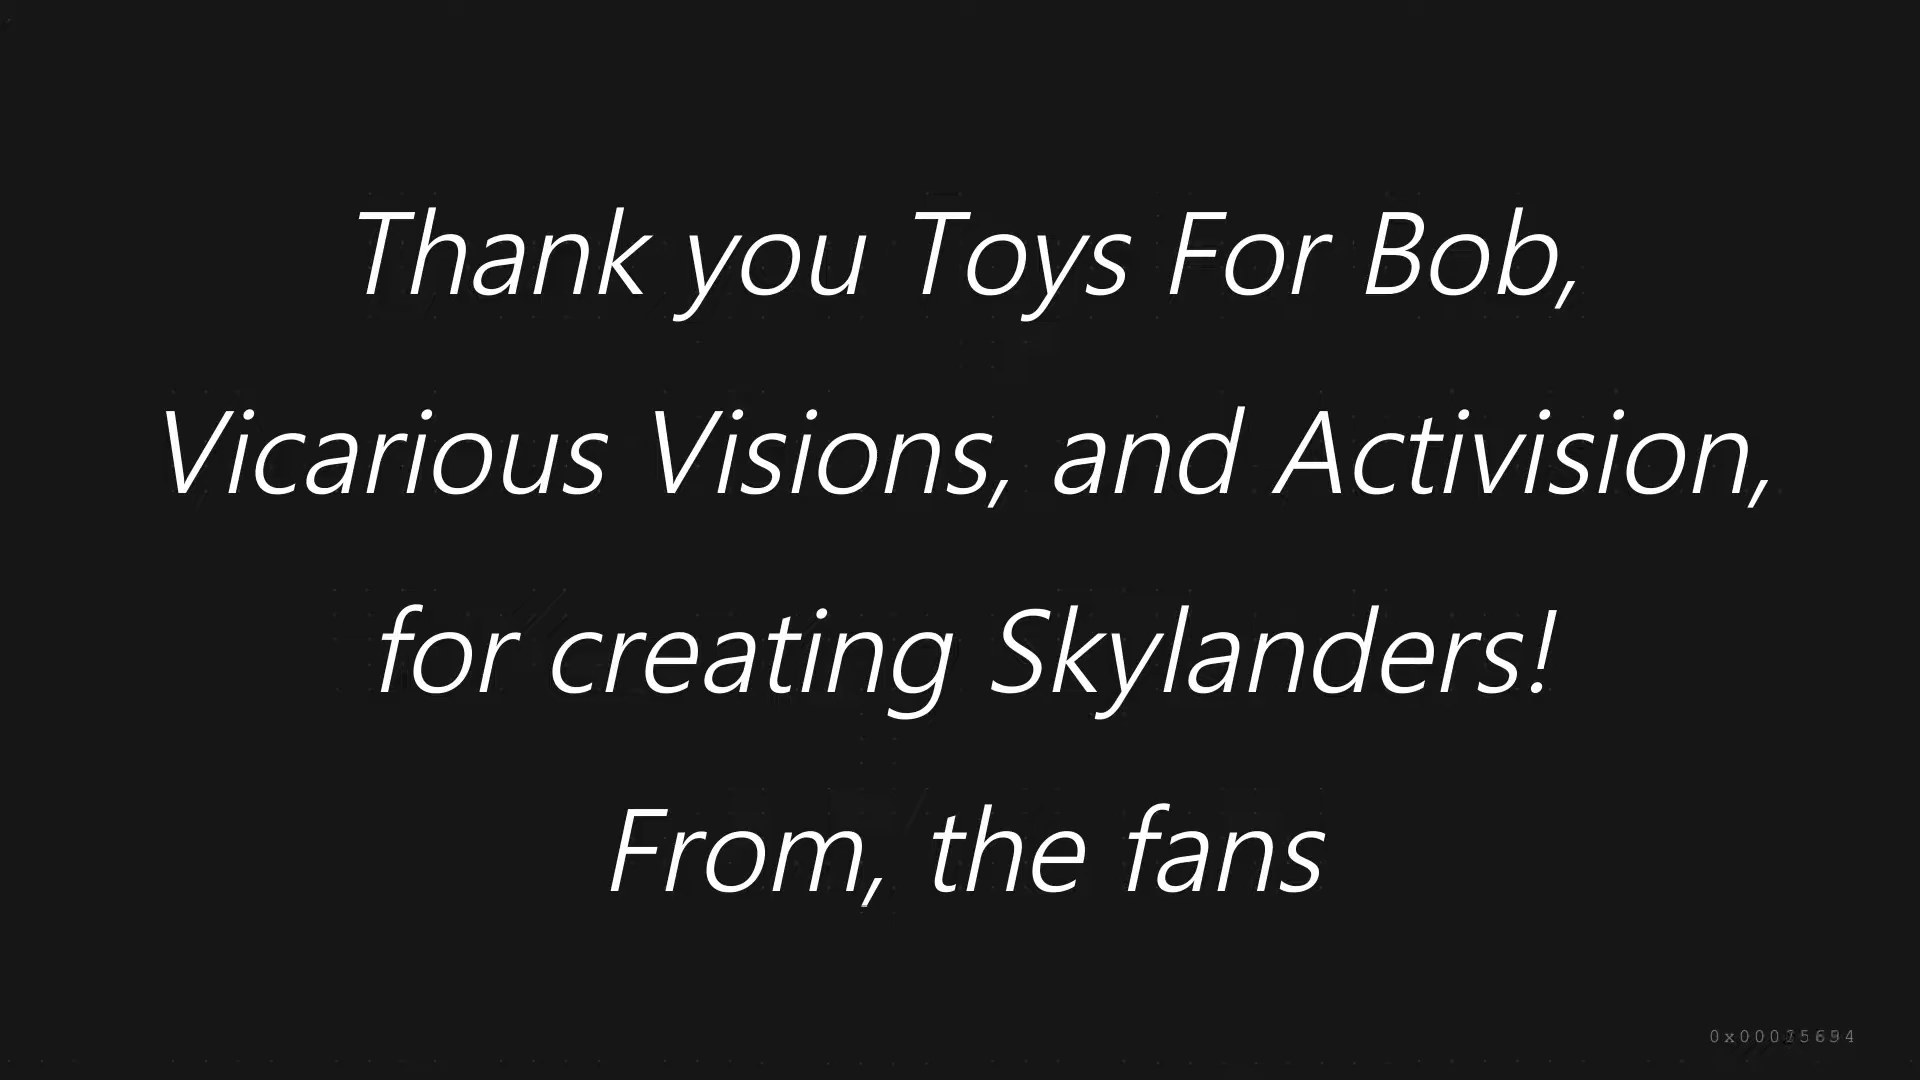 Thank you Toys For Bob,
Vicarious Visions, and Activision,
for creating Skylanders!
From, the fans